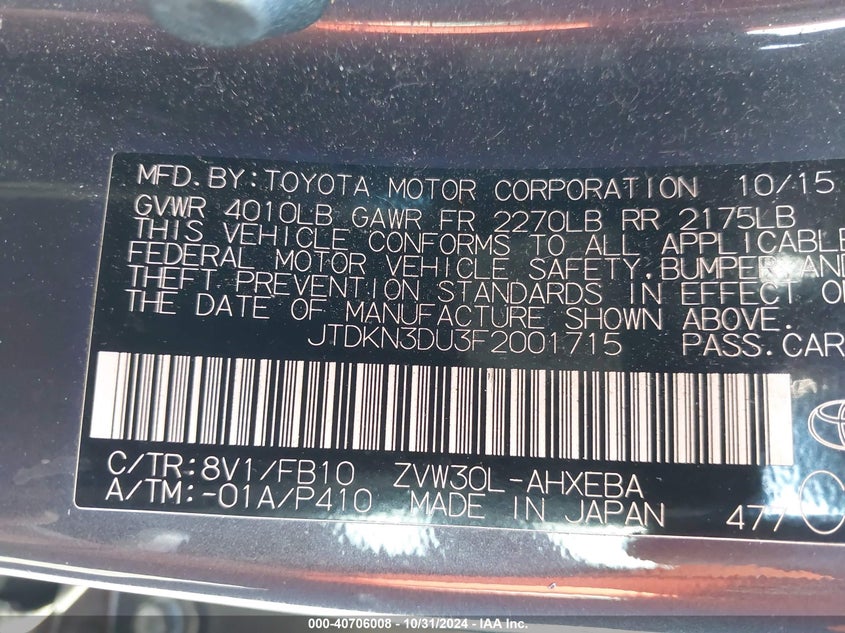 MFD. BY: TOYOTA MOTOR CORPORATION 10/15
GVWR 4010LB GAWR FR 2270LB RR 2175LB
THIS VEHICLE CONFORMS TO ALL APPLICABLE
FEDERAL MOTOR VEHICLE SAFETY, BUMPER, AND
THEFT PREVENTION STANDARDS IN EFFECT ON
THE DATE OF MANUFACTURE SHOWN ABOVE.
JTDKN3DU3F2001715 PASS. CAR
C/TR: 8V1/FB10 ZVW30L-AHXEBA
A/TM: -01A/P410 MADE IN JAPAN 477
000-40706008 - 10/31/2024 - IAA Inc.